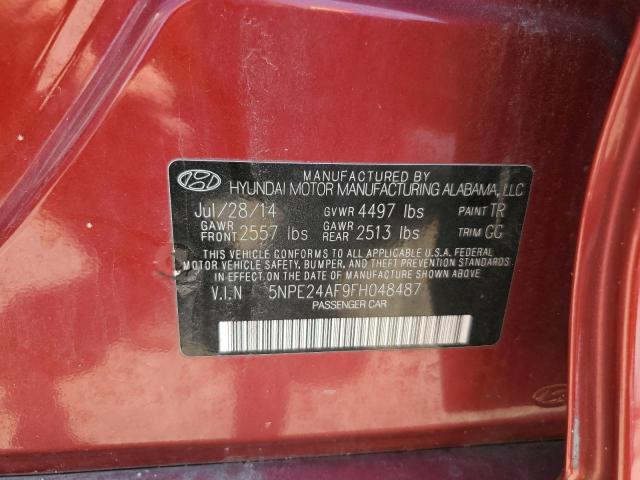 MANUFACTURED BY
HYUNDAI MOTOR MANUFACTURING ALABAMA, LLC
Jul/28/14 GVWR 4497 lbs PAINT TR
GAWR FRONT 2557 lbs GAWR REAR 2513 lbs TRIM GG
THIS VEHICLE CONFORMS TO ALL APPLICABLE U.S.A. FEDERAL
MOTOR VEHICLE SAFETY, BUMPER, AND THEFT PREVENTION STANDARDS
IN EFFECT ON THE DATE OF MANUFACTURE SHOWN ABOVE.
V.I.N 5NPE24AF9FH048487
PASSENGER CAR